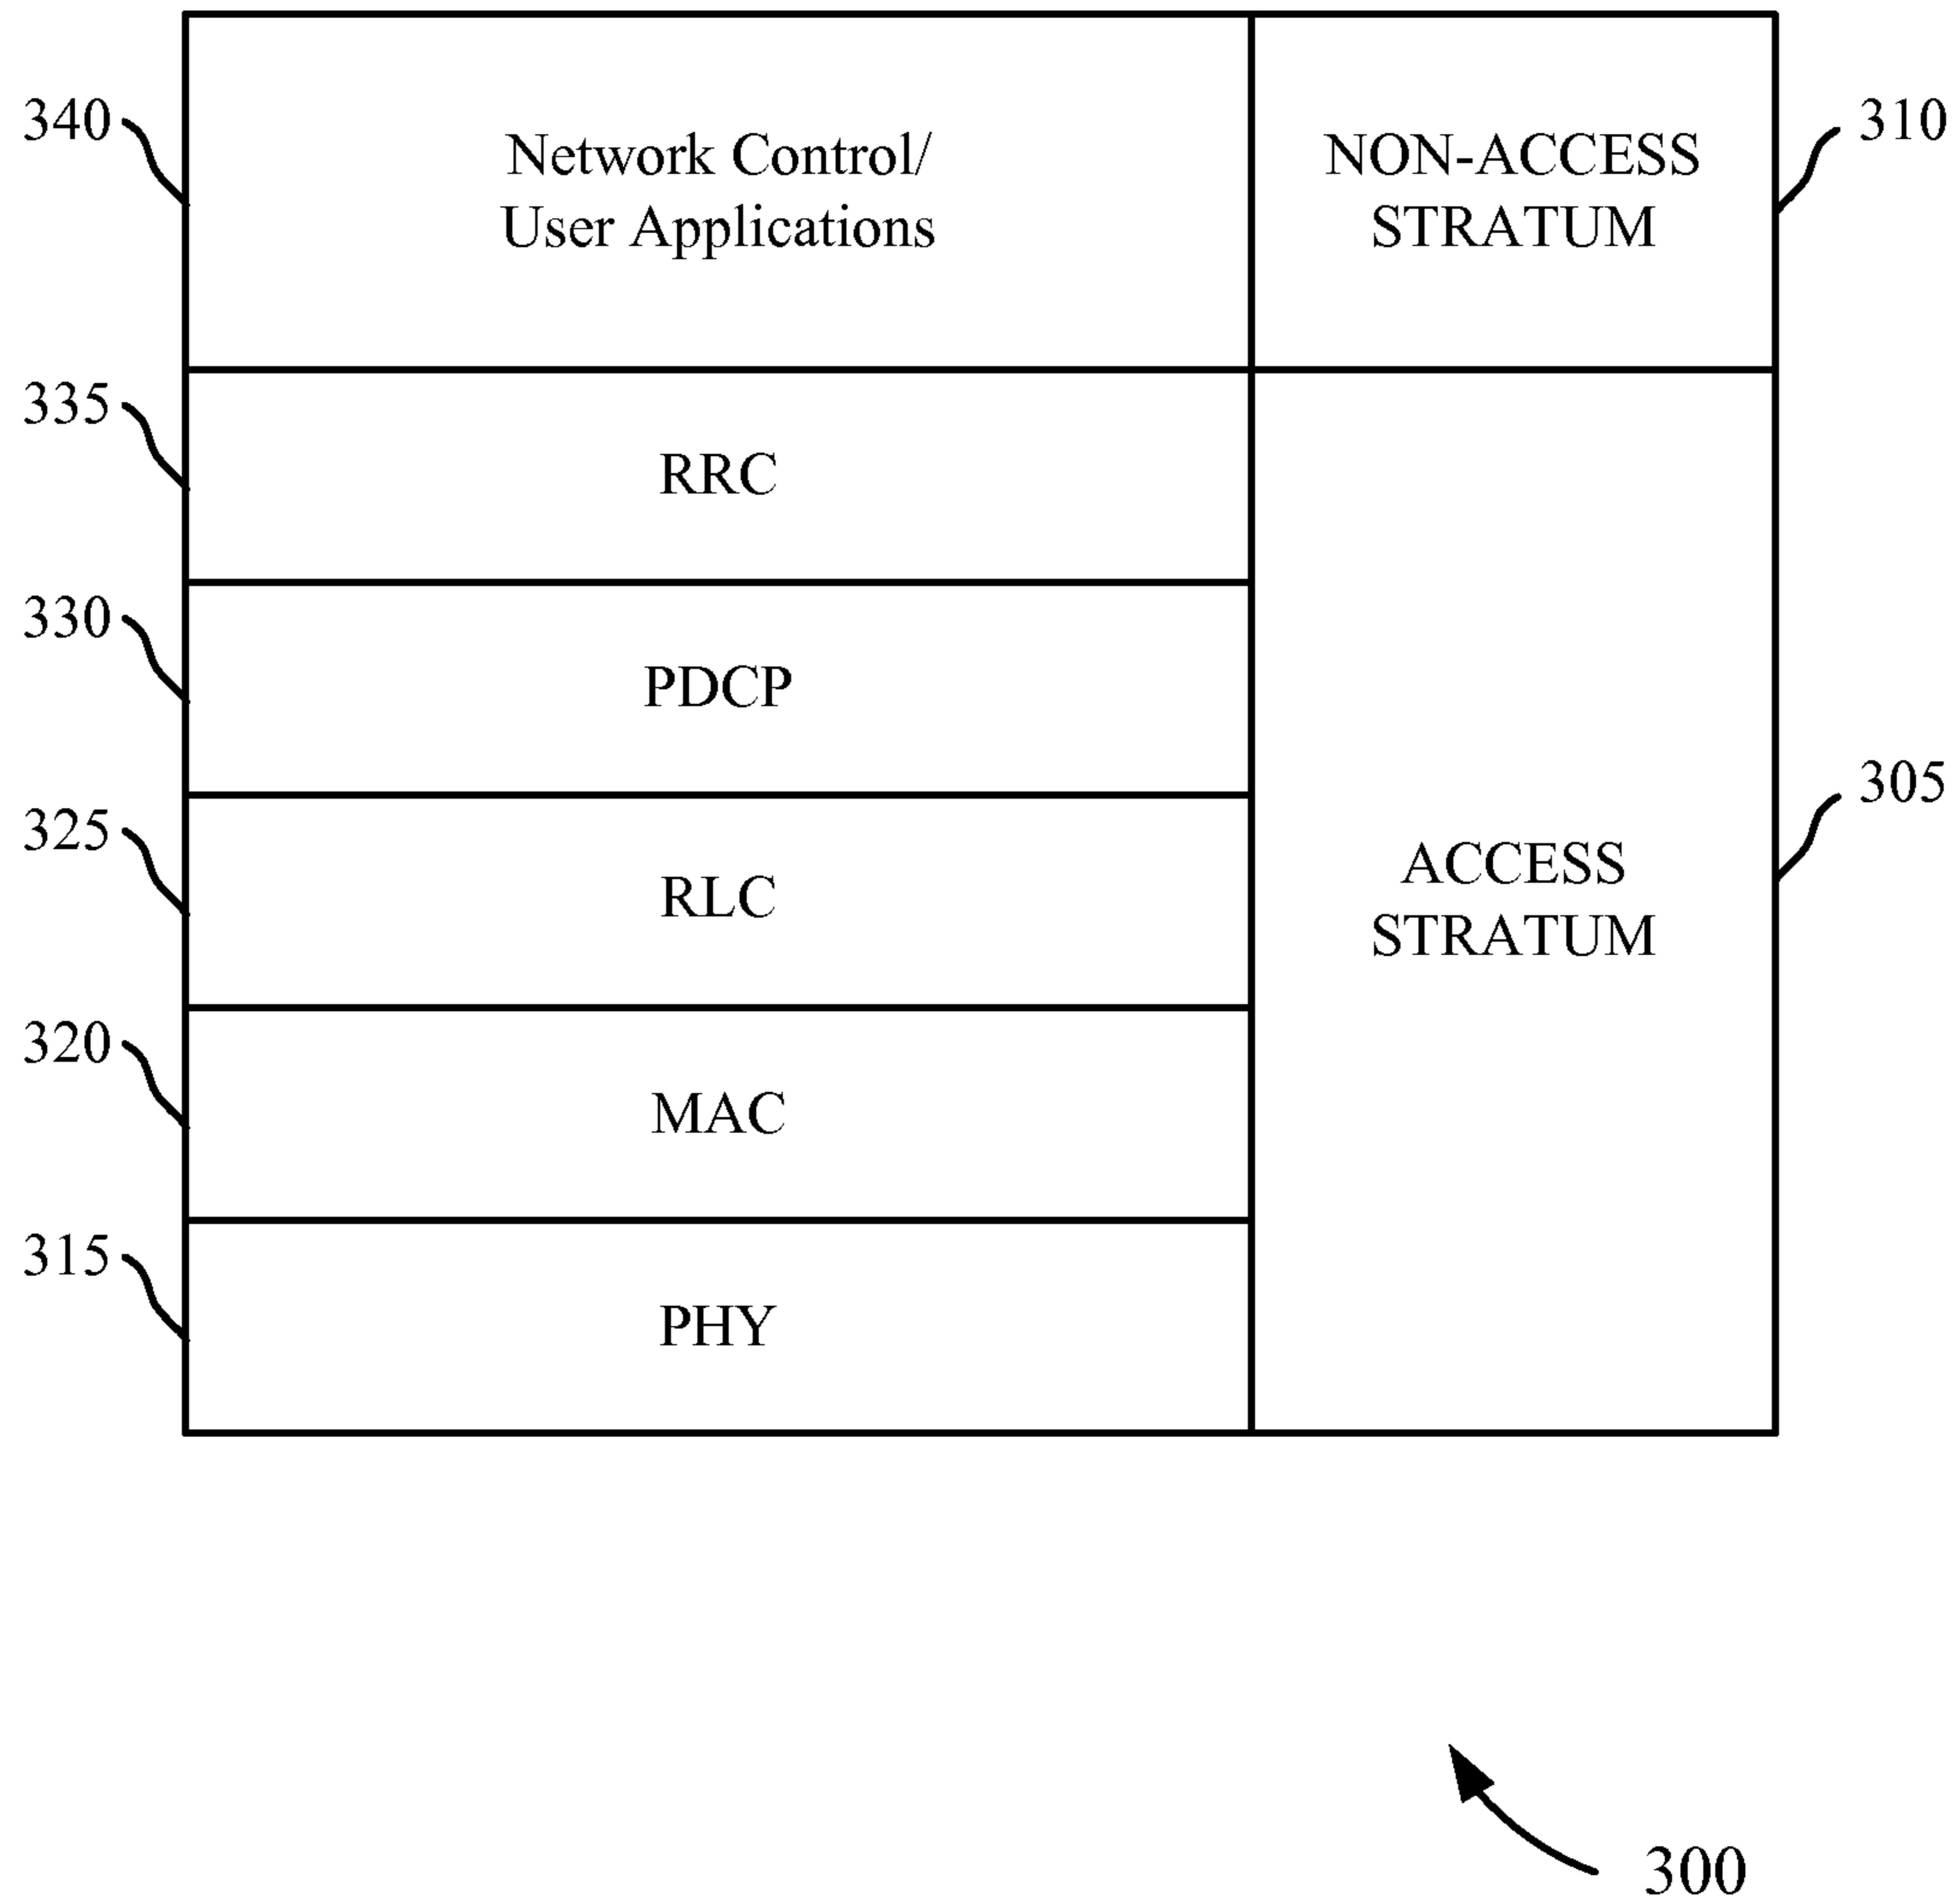 340
Network Control/
User Applications
NON-ACCESS
STRATUM
310
335
RRC
330
PDCP
325
RLC
ACCESS
STRATUM
305
320
MAC
315
PHY
300